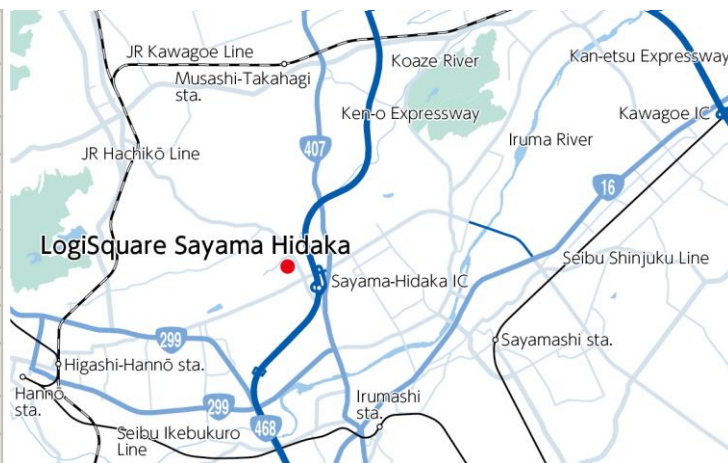 JR Kawagoe Line
Musashi-Takahagi
sta.
Koaze River
Kan-etsu Expressway
Ken-o Expressway
Kawagoe IC
Iruma River
JR Hachikō Line
407
16
LogiSquare Sayama Hidaka
Seibu Shinjuku Line
Sayama-Hidaka IC
299
Sayamashi sta.
Higashi-Hannō sta.
Hannō
sta.
299
Irumashi
sta.
468
Seibu Ikebukuro
Line